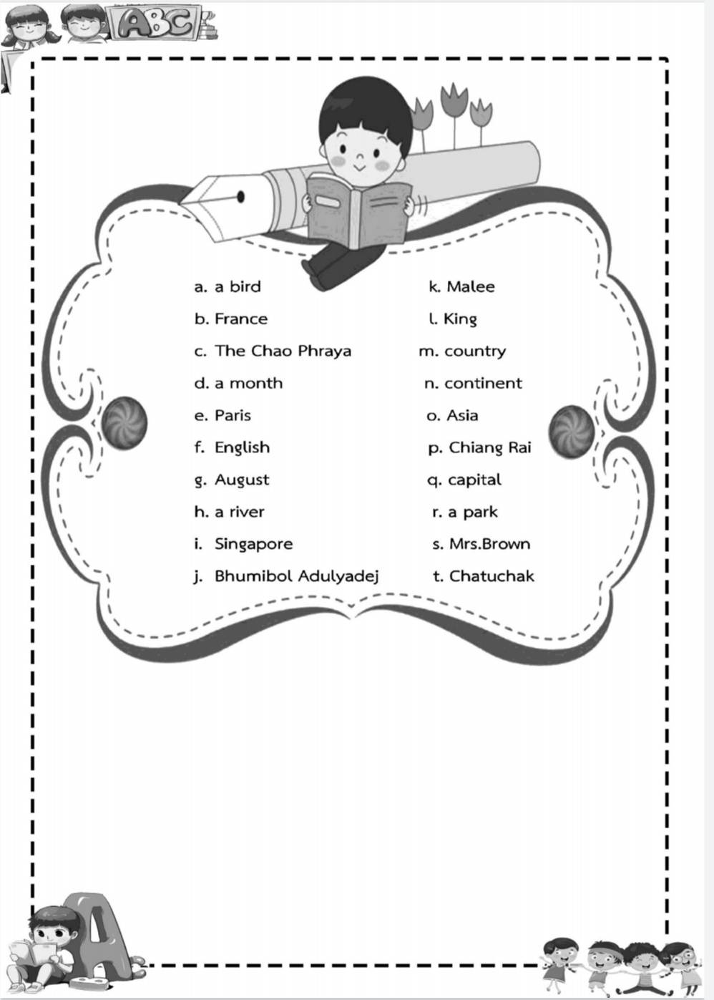 ABC
a. a bird
b. France
c. The Chao Phraya
d. a month
e. Paris
f. English
g. August
h. a river
i. Singapore
j. Bhumibol Adulyadej
k. Malee
l. King
m. country
n. continent
o. Asia
p. Chiang Rai
q. capital
r. a park
s. Mrs.Brown
t. Chatuchak
A